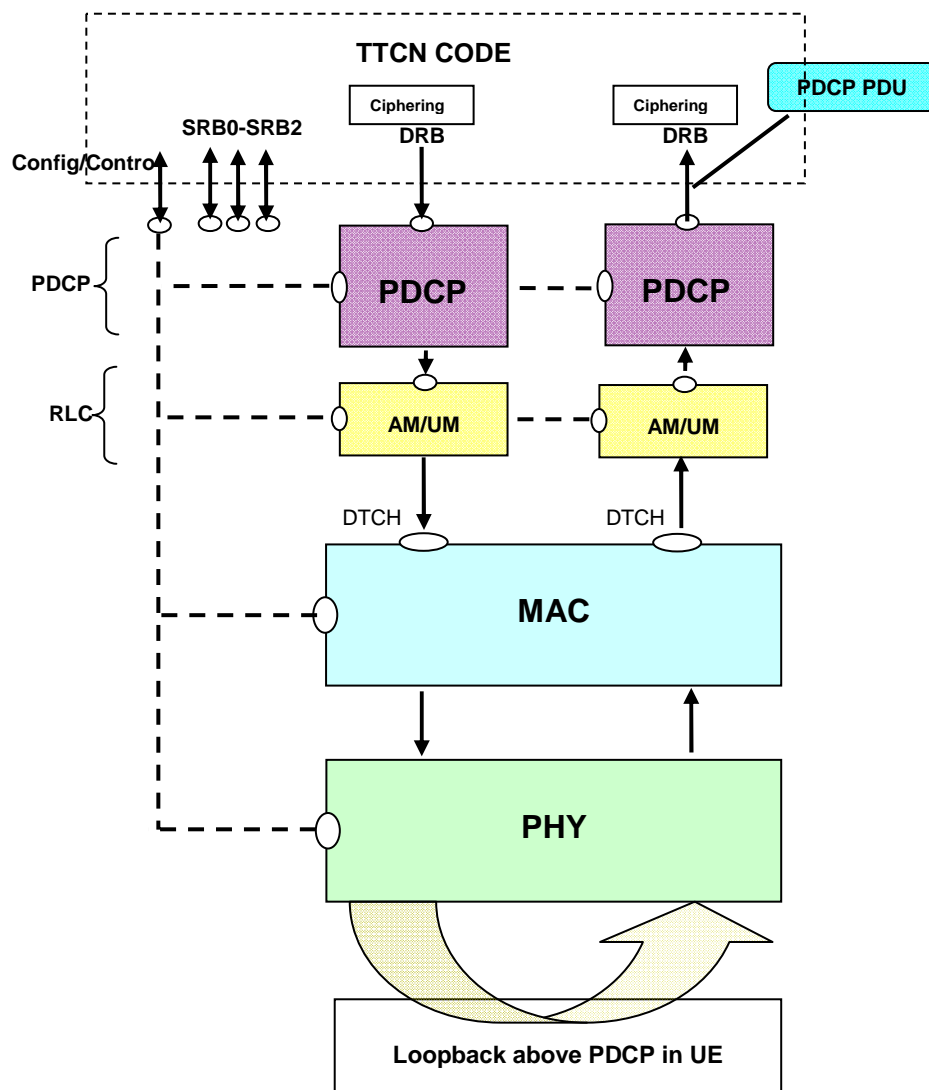 TTCN CODE
PDCP PDU
Ciphering
Ciphering
SRB0-SRB2
DRB
DRB
Config/Contro
PDCP
PDCP
PDCP
RLC
AM/UM
AM/UM
DTCH
DTCH
MAC
PHY
Loopback above PDCP in UE